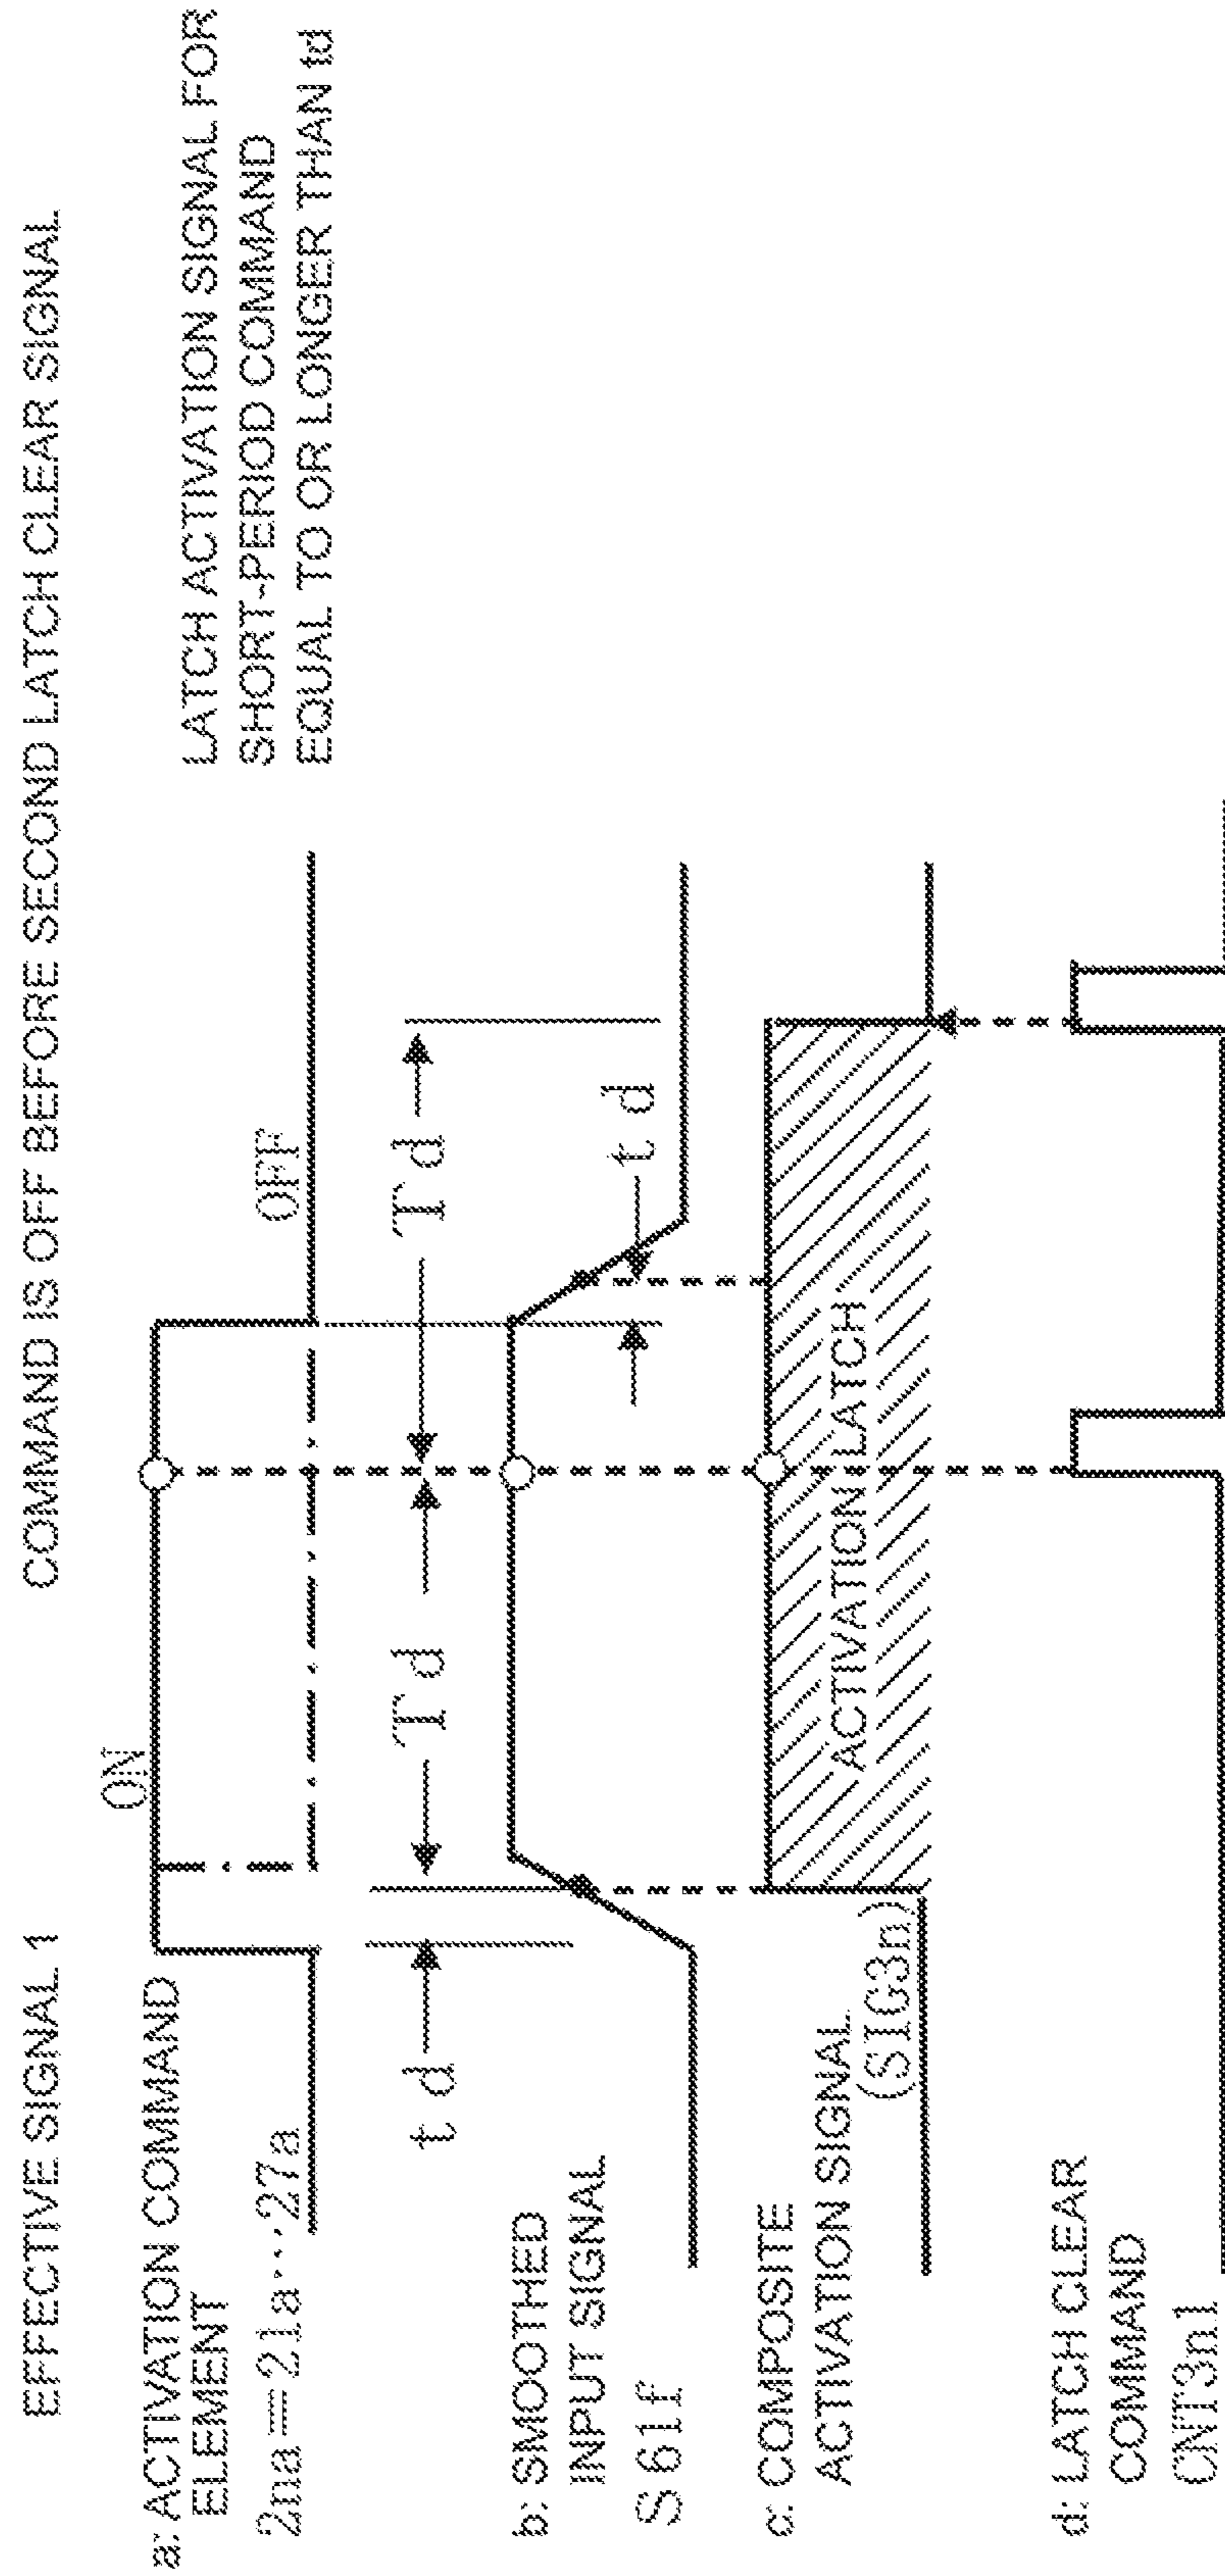 EFFECTIVE SIGNAL 1
COMMAND IS OFF BEFORE SECOND LATCH CLEAR SIGNAL
a: ACTIVATION COMMAND
ELEMENT
2na=21a···27a
ON
OFF
LATCH ACTIVATION SIGNAL FOR
SHORT-PERIOD COMMAND
EQUAL TO OR LONGER THAN td
td
Td
Td
b: SMOOTHED
INPUT SIGNAL
S61f
td
c: COMPOSITE
ACTIVATION SIGNAL
(SIG3n)
ACTIVATION LATCH
d: LATCH CLEAR
COMMAND
CNT3n1